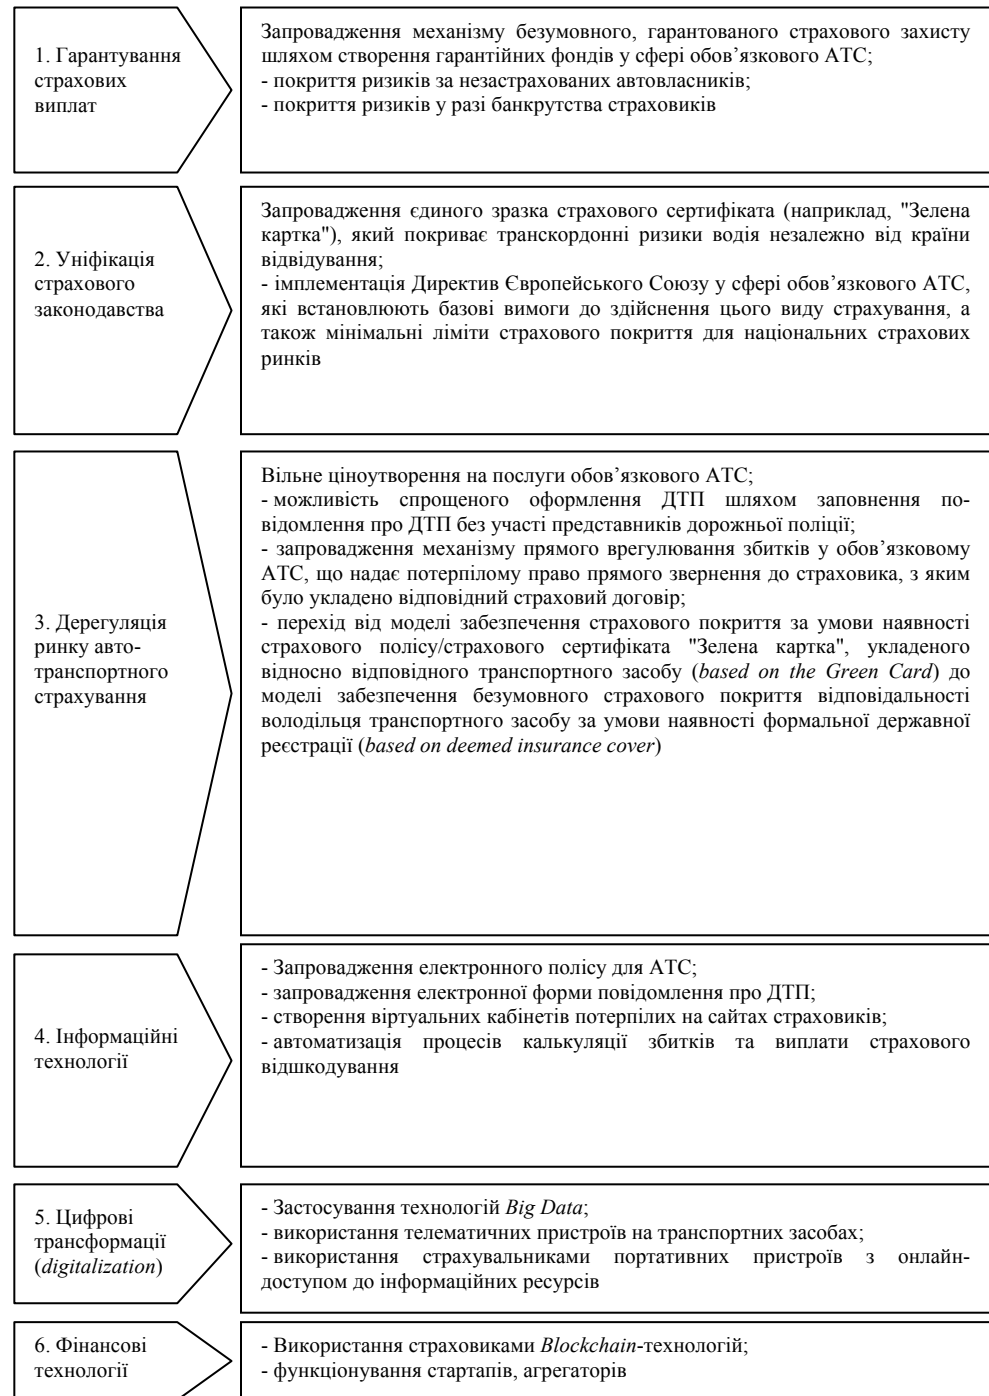 1. Гарантування
страхових
виплат
Запровадження механізму безумовного, гарантованого страхового захисту
шляхом створення гарантійних фондів у сфері обов’язкового АТС;
- покриття ризиків за незастрахованих автовласників;
- покриття ризиків у разі банкрутства страховиків
2. Уніфікація
страхового
законодавства
Запровадження єдиного зразка страхового сертифіката (наприклад, "Зелена
картка"), який покриває транскордонні ризики водія незалежно від країни
відвідування;
- імплементація Директив Європейського Союзу у сфері обов’язкового АТС,
які встановлюють базові вимоги до здійснення цього виду страхування, а
також мінімальні ліміти страхового покриття для національних страхових
ринків
3. Дерегуляція
ринку авто-
транспортного
страхування
Вільне ціноутворення на послуги обов’язкового АТС;
- можливість спрощеного оформлення ДТП шляхом заповнення по-
відомлення про ДТП без участі представників дорожньої поліції;
- запровадження механізму прямого врегулювання збитків у обов’язковому
АТС, що надає потерпілому право прямого звернення до страховика, з яким
було укладено відповідний страховий договір;
- перехід від моделі забезпечення страхового покриття за умови наявності
страхового полісу/страхового сертифіката "Зелена картка", укладеного
відносно відповідного транспортного засобу (based on the Green Card) до
моделі забезпечення безумовного страхового покриття відповідальності
володільця транспортного засобу за умови наявності формальної державної
реєстрації (based on deemed insurance cover)
4. Інформаційні
технології
- Запровадження електронного полісу для АТС;
- запровадження електронної форми повідомлення про ДТП;
- створення віртуальних кабінетів потерпілих на сайтах страховиків;
- автоматизація процесів калькуляції збитків та виплати страхового
відшкодування
5. Цифрові
трансформації
(digitalization)
- Застосування технологій Big Data;
- використання телематичних пристроїв на транспортних засобах;
- використання страхувальниками портативних пристроїв з онлайн-
доступом до інформаційних ресурсів
6. Фінансові
технології
- Використання страховиками Blockchain-технологій;
- функціонування стартапів, агрегаторів